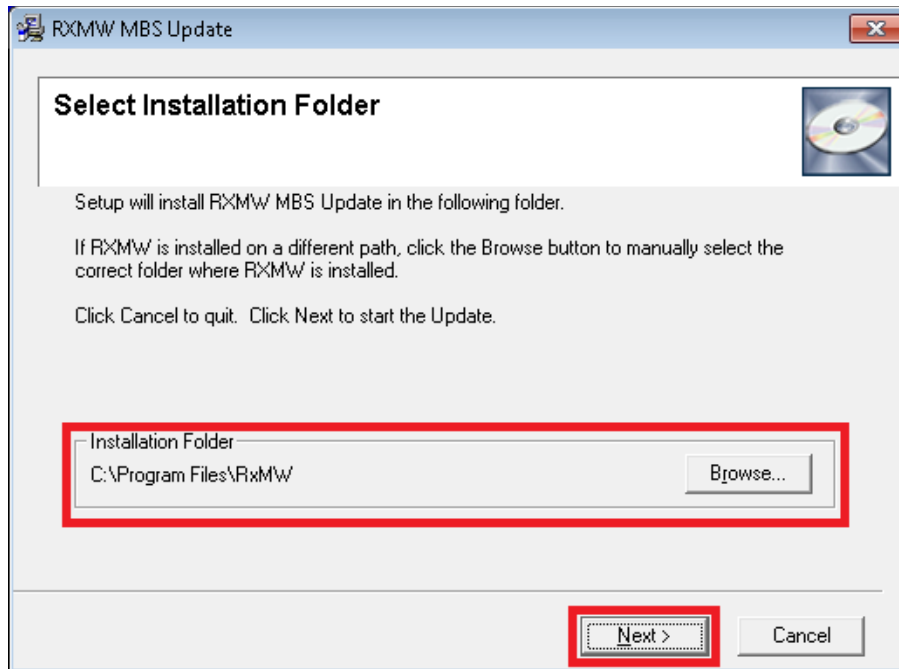 RXMW MBS Update
Select Installation Folder
Setup will install RXMW MBS Update in the following folder.
If RXMW is installed on a different path, click the Browse button to manually select the
correct folder where RXMW is installed.
Click Cancel to quit.  Click Next to start the Update.
Installation Folder
C:\Program Files\RxMW
Browse...
Next >
Cancel